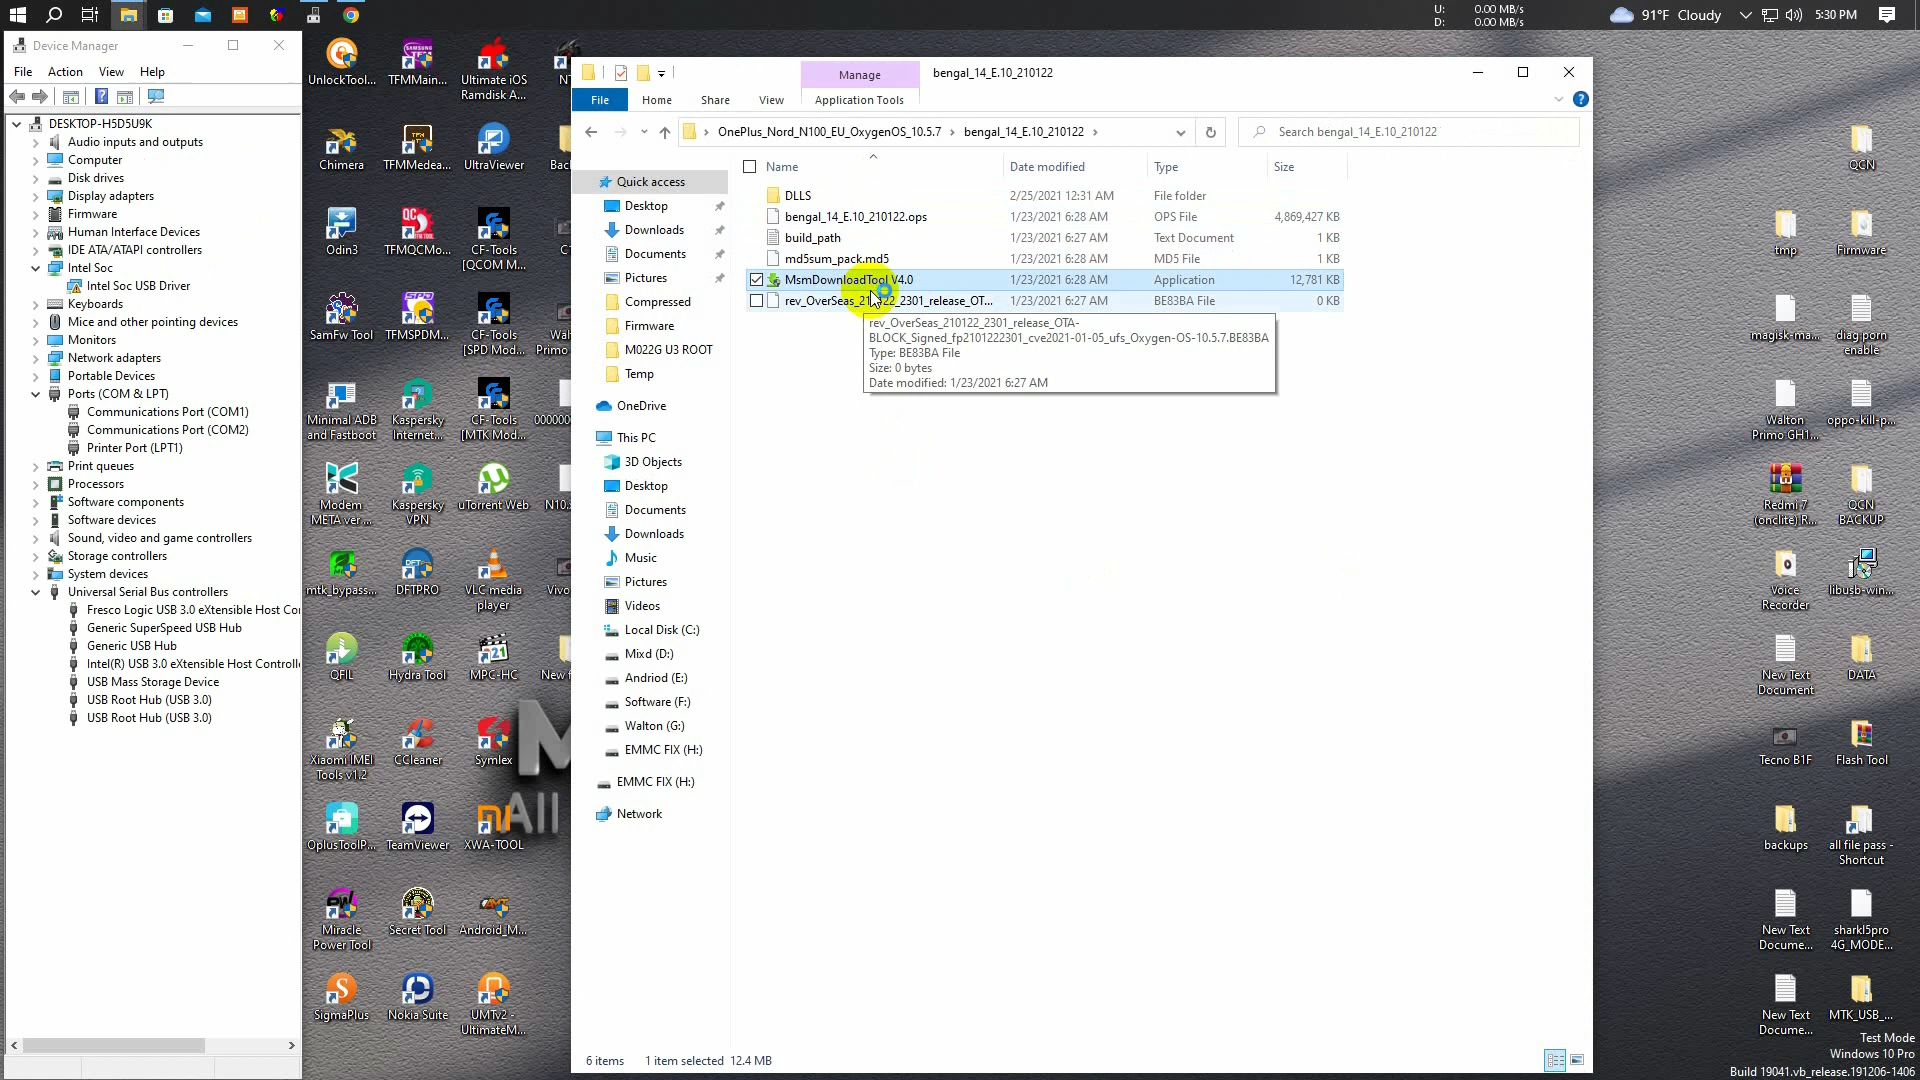 U: 0.00 MB/s
D: 0.00 MB/s
91°F Cloudy
5:30 PM
Device Manager
File Action View Help
DESKTOP-H5D5U9K
Audio inputs and outputs
Computer
Disk drives
Display adapters
Firmware
Human Interface Devices
IDE ATA/ATAPI controllers
Intel Soc
Intel Soc USB Driver
Keyboards
Mice and other pointing devices
Monitors
Network adapters
Portable Devices
Ports (COM & LPT)
Communications Port (COM1)
Communications Port (COM2)
Printer Port (LPT1)
Print queues
Processors
Software components
Software devices
Sound, video and game controllers
Storage controllers
System devices
Universal Serial Bus controllers
Fresco Logic USB 3.0 eXtensible Host Co
Generic SuperSpeed USB Hub
Generic USB Hub
Intel(R) USB 3.0 eXtensible Host Controlle
USB Mass Storage Device
USB Root Hub (USB 3.0)
USB Root Hub (USB 3.0)
UnlockTool...
TFMMain...
Ultimate iOS
Ramdisk A...
Chimera
TFMMedea...
UltraViewer
Odin3
TFMQCMo...
CF-Tools
[QCOM M...
SamFw Tool
TFMSPDM...
CF-Tools
[SPD Mod...
Minimal ADB
and Fastboot
Kaspersky
Internet...
CF-Tools
[MTK Mod...
Modem
META ver...
Kaspersky
VPN
uTorrent Web
mtk_bypass...
DFTPRO
VLC media
player
QFIL
Hydra Tool
MPC-HC
Xiaomi IMEI
Tools v1.2
CCleaner
Symlex
OplusToolP...
TeamViewer
XWA-TOOL
Miracle
Power Tool
Secret Tool
Android_M...
SigmaPlus
Nokia Suite
UMTv2 -
UltimateM...
M
All
Manage
bengal_14_E.10_210122
File Home Share View Application Tools
OnePlus_Nord_N100_EU_OxygenOS_10.5.7 › bengal_14_E.10_210122 ›
Search bengal_14_E.10_210122
Quick access
Desktop
Downloads
Documents
Pictures
Compressed
Firmware
M022G U3 ROOT
Temp
OneDrive
This PC
3D Objects
Desktop
Documents
Downloads
Music
Pictures
Videos
Local Disk (C:)
Mixd (D:)
Andriod (E:)
Software (F:)
Walton (G:)
EMMC FIX (H:)
EMMC FIX (H:)
Network
Name Date modified Type Size
DLLS 2/25/2021 12:31 AM File folder
bengal_14_E.10_210122.ops 1/23/2021 6:28 AM OPS File 4,869,427 KB
build_path 1/23/2021 6:27 AM Text Document 1 KB
md5sum_pack.md5 1/23/2021 6:28 AM MD5 File 1 KB
MsmDownloadTool V4.0 1/23/2021 6:28 AM Application 12,781 KB
rev_OverSeas_210122_2301_release_OT... 1/23/2021 6:27 AM BE83BA File 0 KB
rev_OverSeas_210122_2301_release_OTA-
BLOCK_Signed_fp2101222301_cve2021-01-05_ufs_Oxygen-OS-10.5.7.BE83BA
Type: BE83BA File
Size: 0 bytes
Date modified: 1/23/2021 6:27 AM
6 items 1 item selected 12.4 MB
QCN
tmp
Firmware
magisk-ma...
diag porn
enable
Walton
Primo GH1...
oppo-kill-p...
Redmi 7
(onclite) R...
QCN
BACKUP
Voice
Recorder
libusb-win...
New Text
Document
DATA
Tecno B1F
Flash Tool
backups
all file pass -
Shortcut
New Text
Docume...
sharkl5pro
4G_MODE...
New Text
Docume...
MTK_USB_...
Test Mode
Windows 10 Pro
Build 19041.vb_release.191206-1406